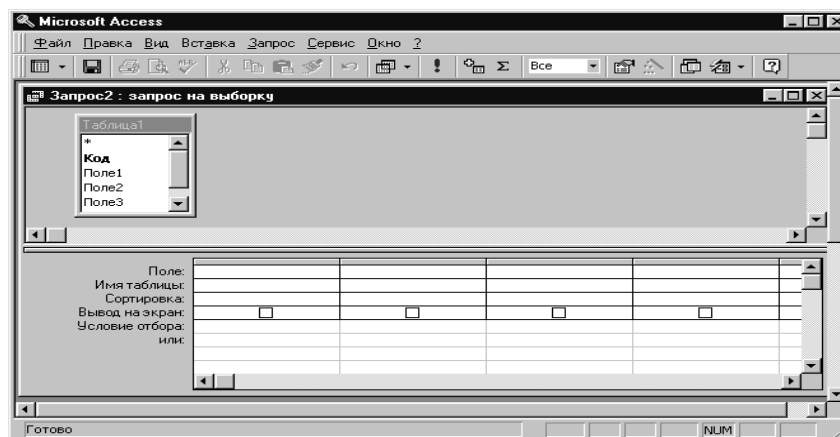 Microsoft Access
Файл Правка Вид Вставка Запрос Сервис Окно ?
Все
Запрос2 : запрос на выборку
Таблица1
*
Код
Поле1
Поле2
Поле3
Поле:
Имя таблицы:
Сортировка:
Вывод на экран:
Условие отбора:
или:
Готово
NUM